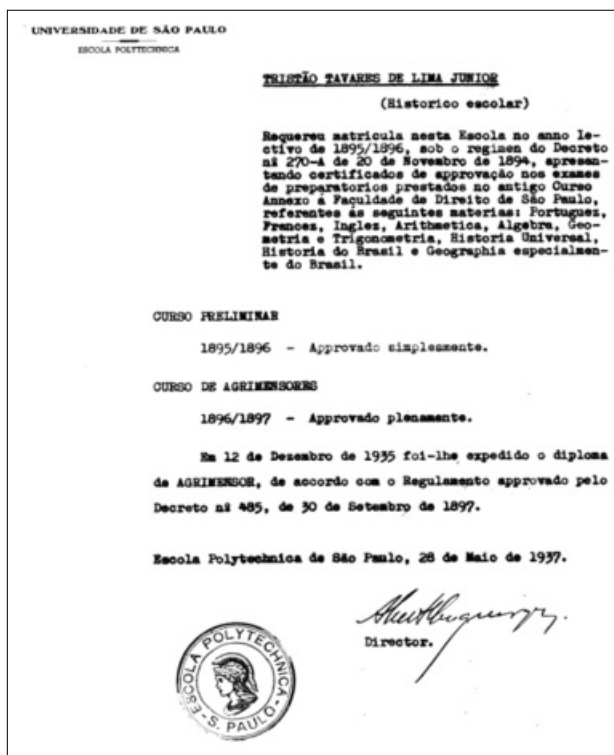 UNIVERSIDADE DE SÃO PAULO
ESCOLA POLYTECHNICA
TRISTÃO TAVARES DE LIMA JUNIOR
(Historico escolar)
Requereu matricula nesta Escola no anno le-
ctivo de 1895/1896, sob o regimen do Decreto
nº 270-A de 20 de Novembro de 1894, apresen-
tando certificados de approvação nos exames
de preparatorios prestados no antigo Curso
Annexo á Faculdade de Direito de São Paulo,
referentes ás seguintes materias: Portuguez,
Francez, Inglez, Arithmetica, Algebra, Geo-
metria e Trigonometria, Historia Universal,
Historia do Brasil e Geographia especialmen-
te do Brasil.
CURSO PRELIMINAR
1895/1896 - Approvado simplesmente.
CURSO DE AGRIMENSORES
1896/1897 - Approvado plenamente.
Em 12 de Dezembro de 1935 foi-lhe expedido o diploma
de AGRIMENSOR, de accordo com o Regulamento approvado pelo
Decreto nº 485, de 30 de Setembro de 1897.
Escola Polytechnica de São Paulo, 28 de Maio de 1937.
Director.
ESCOLA POLYTECHNICA
- S. PAULO -